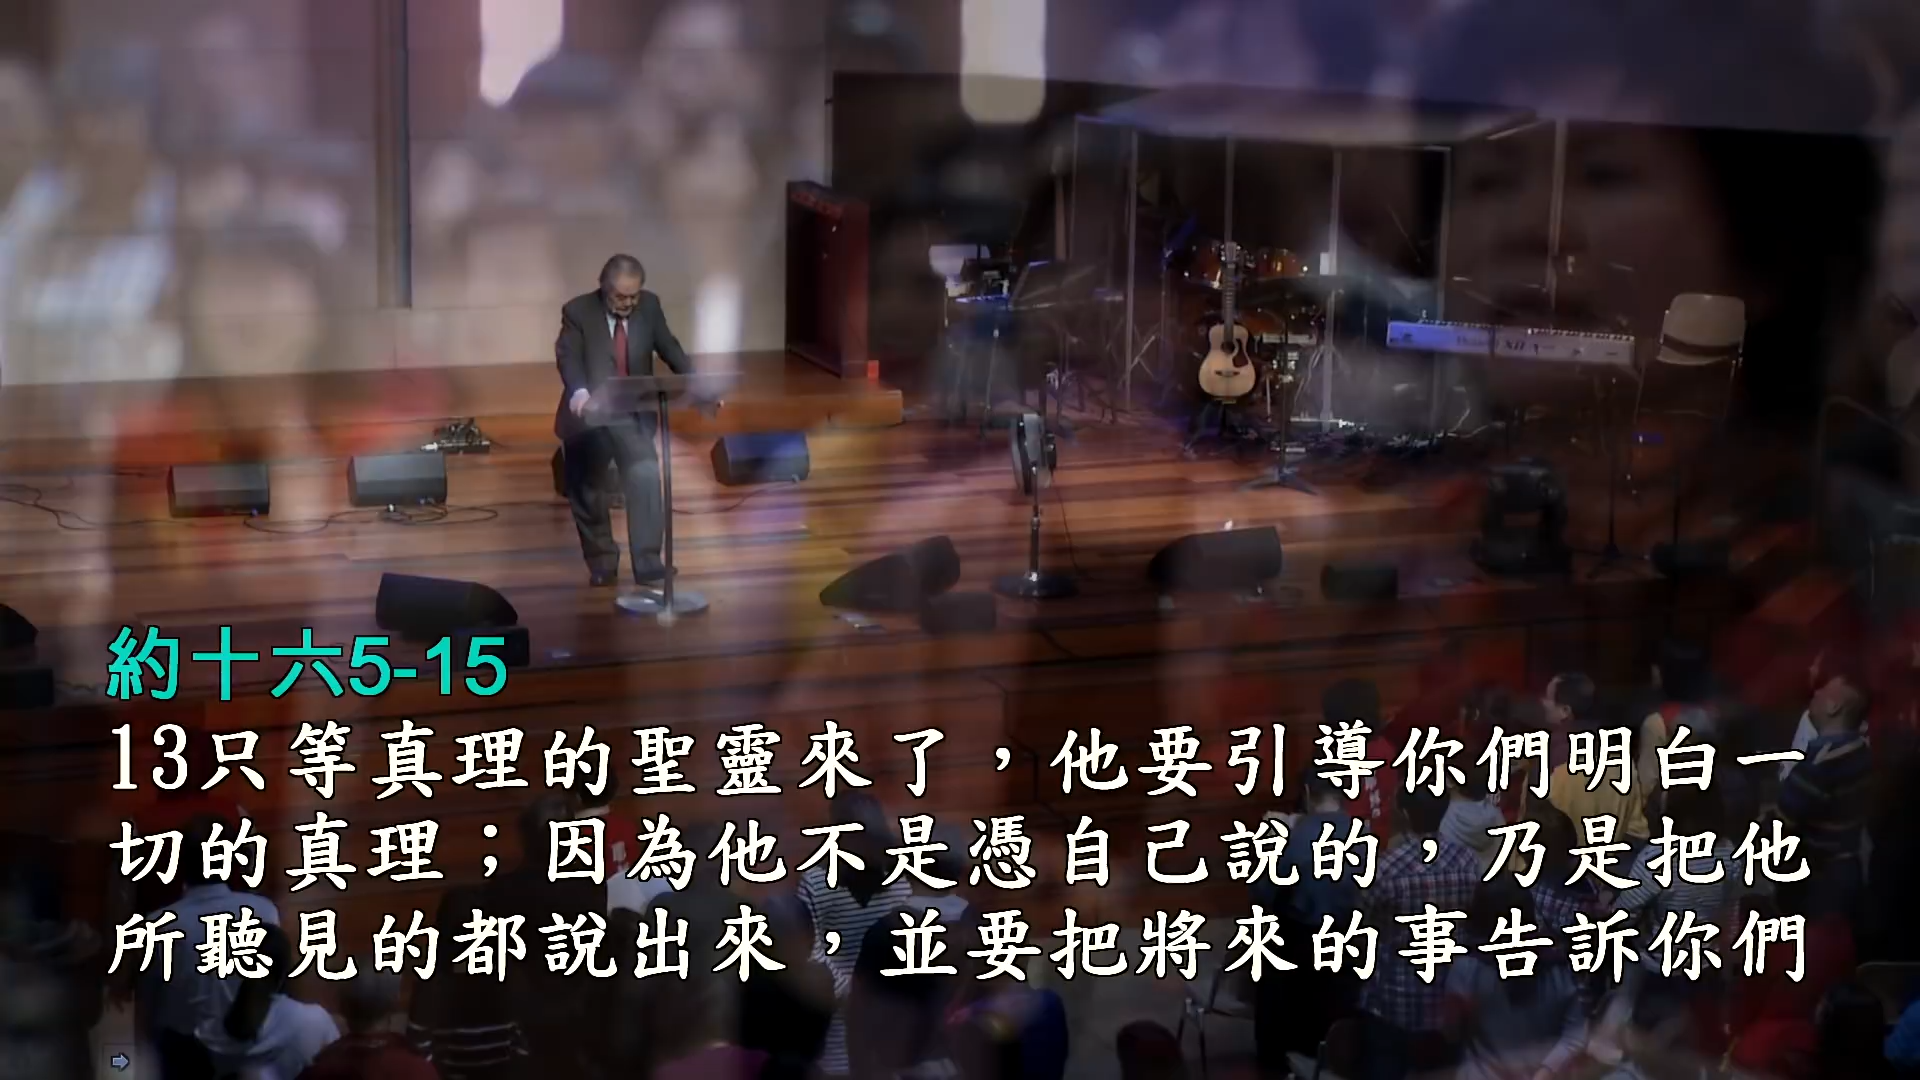 約十六5-15
13只等真理的聖靈來了，他要引導你們明白一
切的真理；因為他不是憑自己說的，乃是把他
所聽見的都說出來，並要把將來的事告訴你們